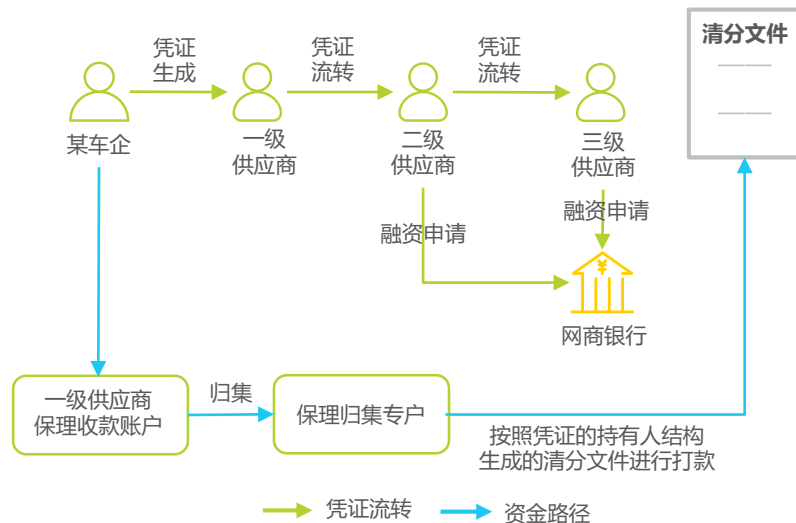 清分文件
凭证
生成
凭证
流转
凭证
流转
某车企
一级
供应商
二级
供应商
三级
供应商
融资申请
融资申请
网商银行
一级供应商
保理收款账户
归集
保理归集专户
按照凭证的持有人结构
生成的清分文件进行打款
凭证流转
资金路径